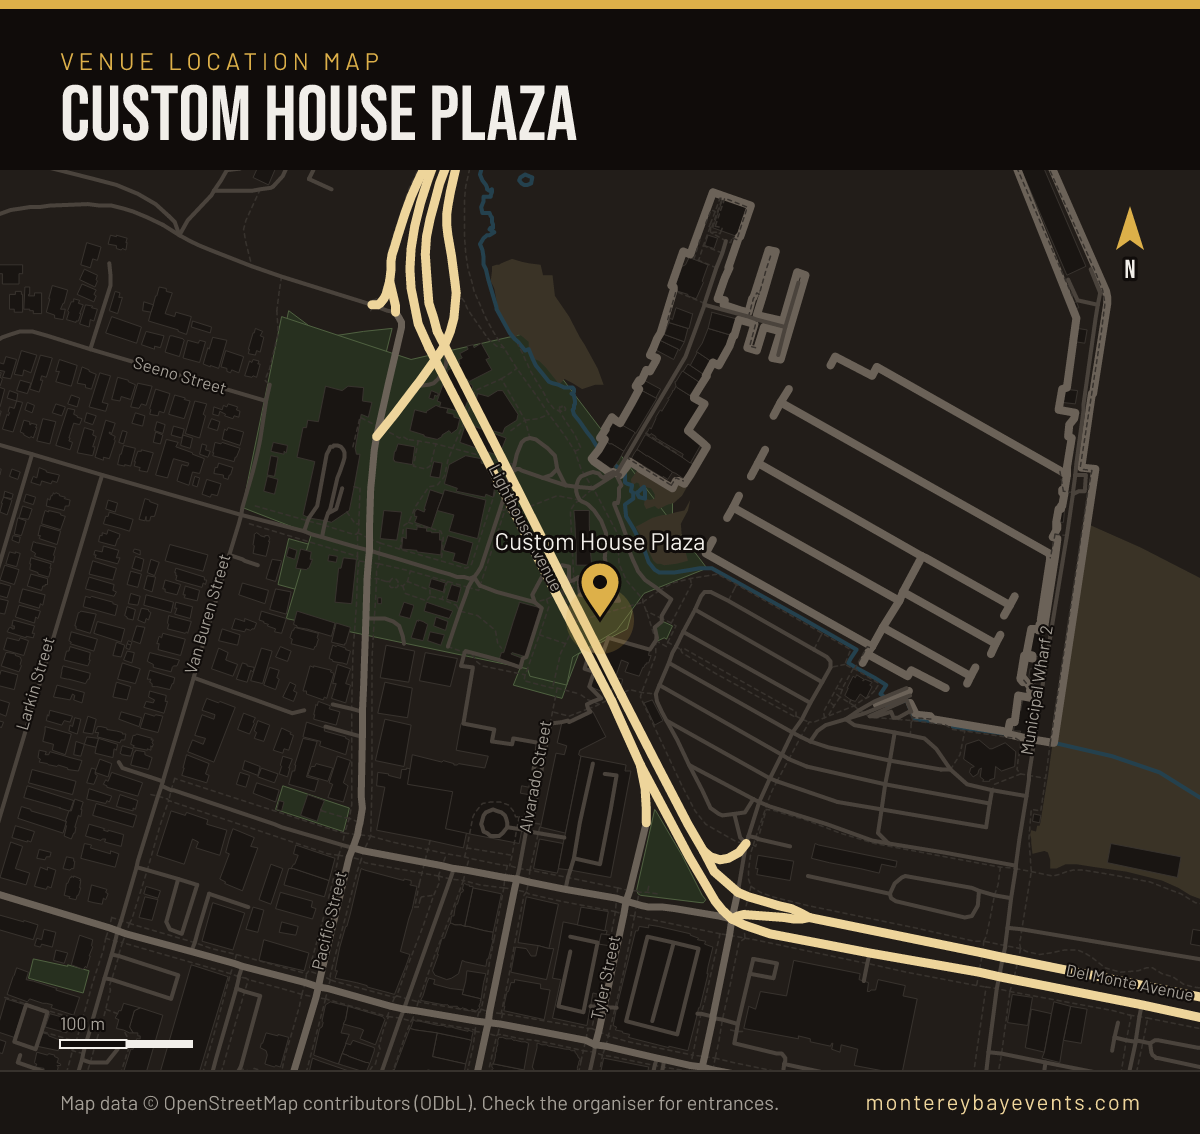 VENUE LOCATION MAP
CUSTOM HOUSE PLAZA
N
Seeno Street
Lighthouse Avenue
Custom House Plaza
Van Buren Street
Larkin Street
Municipal Wharf 2
Alvarado Street
Pacific Street
Tyler Street
Del Monte Avenue
100 m
Map data © OpenStreetMap contributors (ODbL). Check the organiser for entrances.
montereybayevents.com